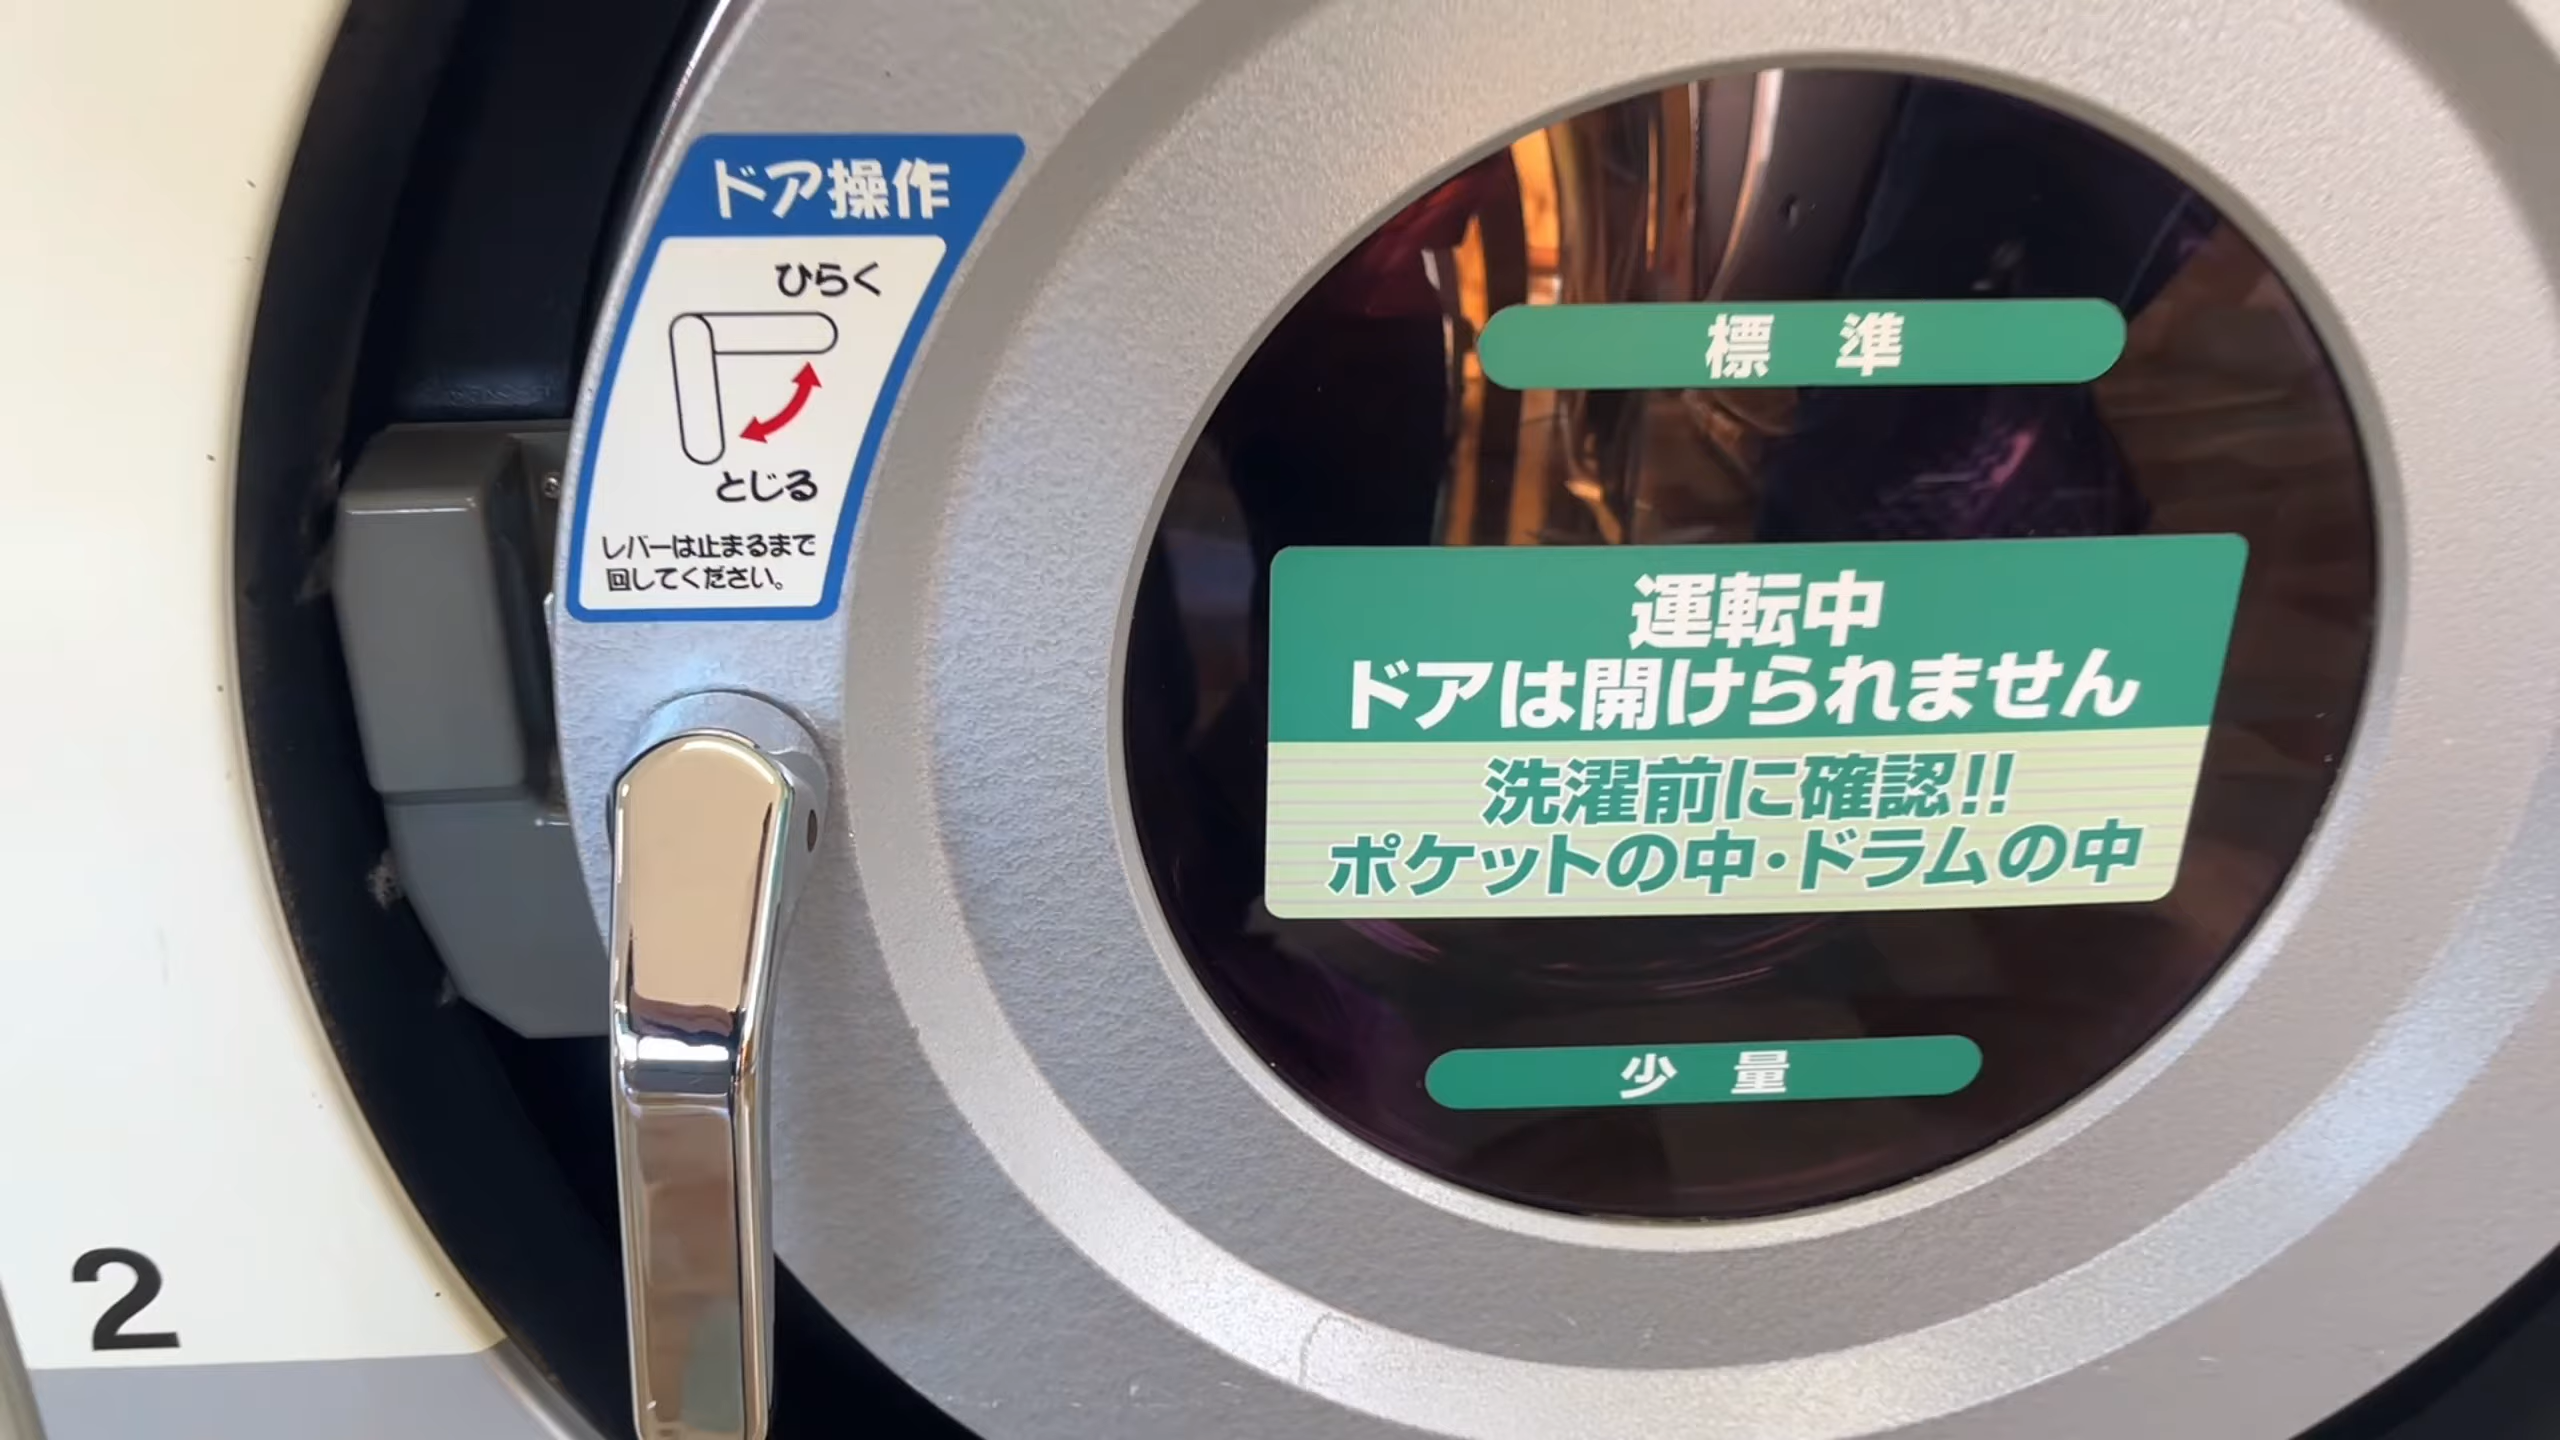 ドア操作
ひらく
とじる
レバーは止まるまで
回してください。
標 準
運転中
ドアは開けられません
洗濯前に確認!!
ポケットの中・ドラムの中
少 量
2